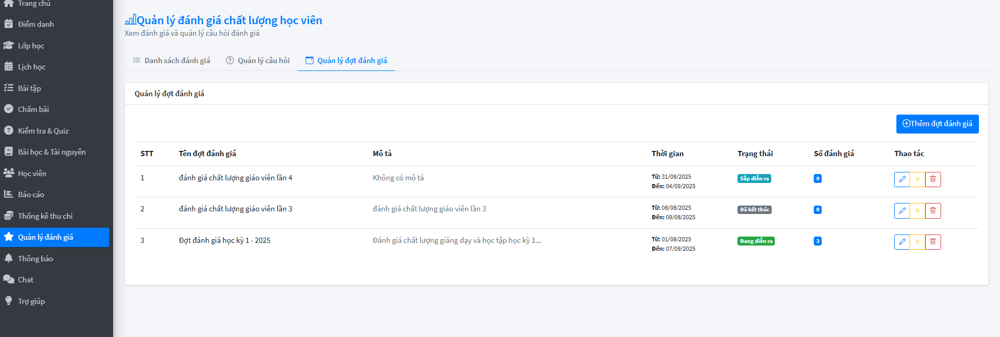 Trang chủ
Điểm danh
Lớp học
Lịch học
Bài tập
Chấm bài
Kiểm tra & Quiz
Bài học & Tài nguyên
Học viên
Báo cáo
Thống kê thu chi
Quản lý đánh giá
Thông báo
Chat
Trợ giúp
Quản lý đánh giá chất lượng học viên
Xem đánh giá và quản lý câu hỏi đánh giá
Danh sách đánh giá Quản lý câu hỏi Quản lý đợt đánh giá
Quản lý đợt đánh giá
Thêm đợt đánh giá
STT Tên đợt đánh giá Mô tả Thời gian Trạng thái Số đánh giá Thao tác
1 đánh giá chất lượng giáo viên lần 4 Không có mô tả Từ: 31/08/2025 Sắp diễn ra 0
Đến: 04/09/2025
2 đánh giá chất lượng giáo viên lần 3 đánh giá chất lượng giáo viên lần 3 Từ: 08/08/2025 Đã kết thúc 0
Đến: 09/08/2025
3 Đợt đánh giá học kỳ 1 - 2025 Đánh giá chất lượng giảng dạy và học tập học kỳ 1... Từ: 01/08/2025 Đang diễn ra 3
Đến: 07/09/2025